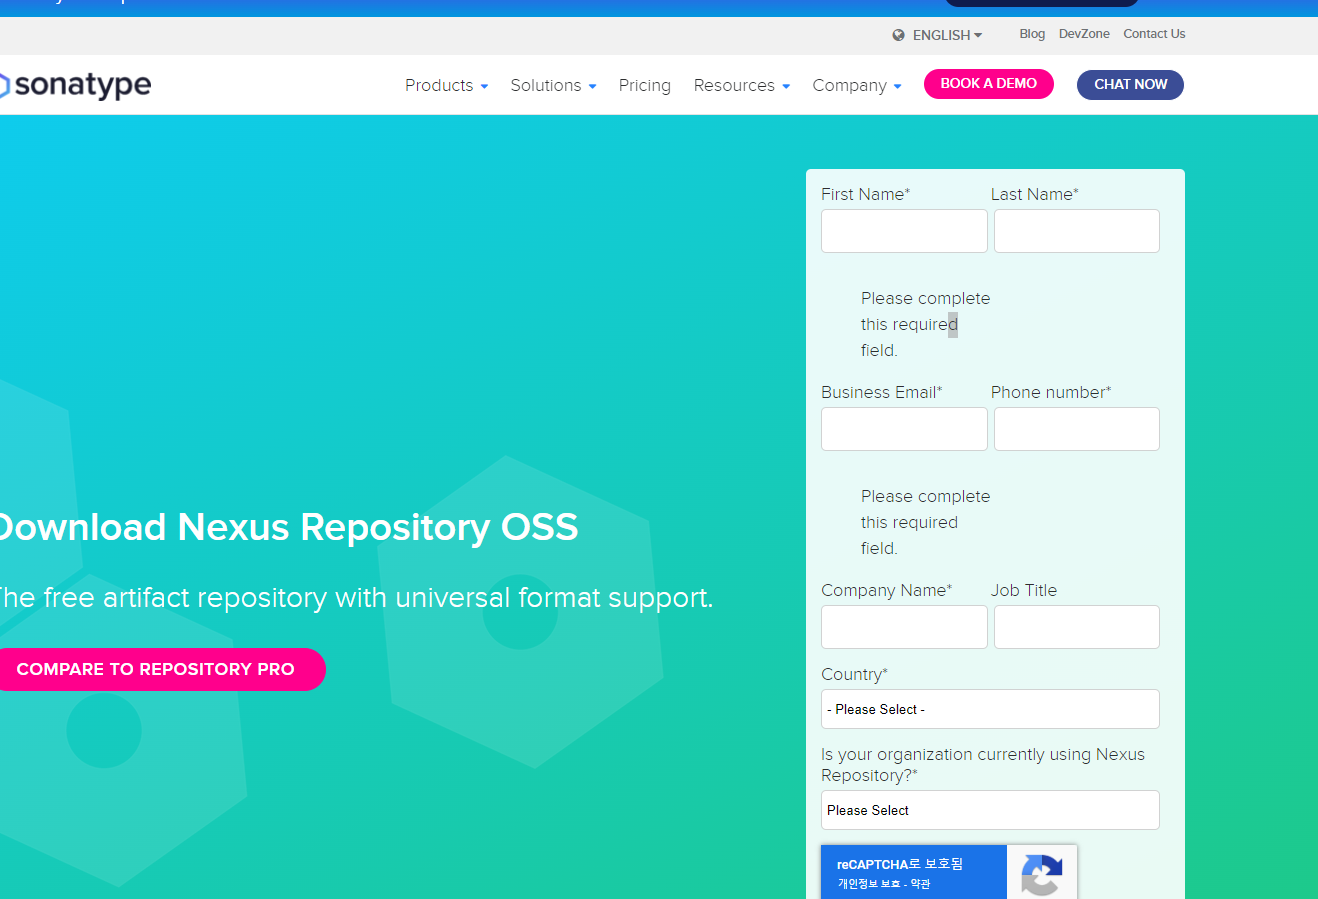 ENGLISH Blog DevZone Contact Us
sonatype Products Solutions Pricing Resources Company BOOK A DEMO CHAT NOW
First Name* Last Name*
Please complete
this required
field.
Business Email* Phone number*
Please complete
this required
field.
Download Nexus Repository OSS
The free artifact repository with universal format support.
COMPARE TO REPOSITORY PRO
Company Name* Job Title
Country*
- Please Select -
Is your organization currently using Nexus
Repository?*
Please Select
reCAPTCHA로 보호됨
개인정보 보호 - 약관